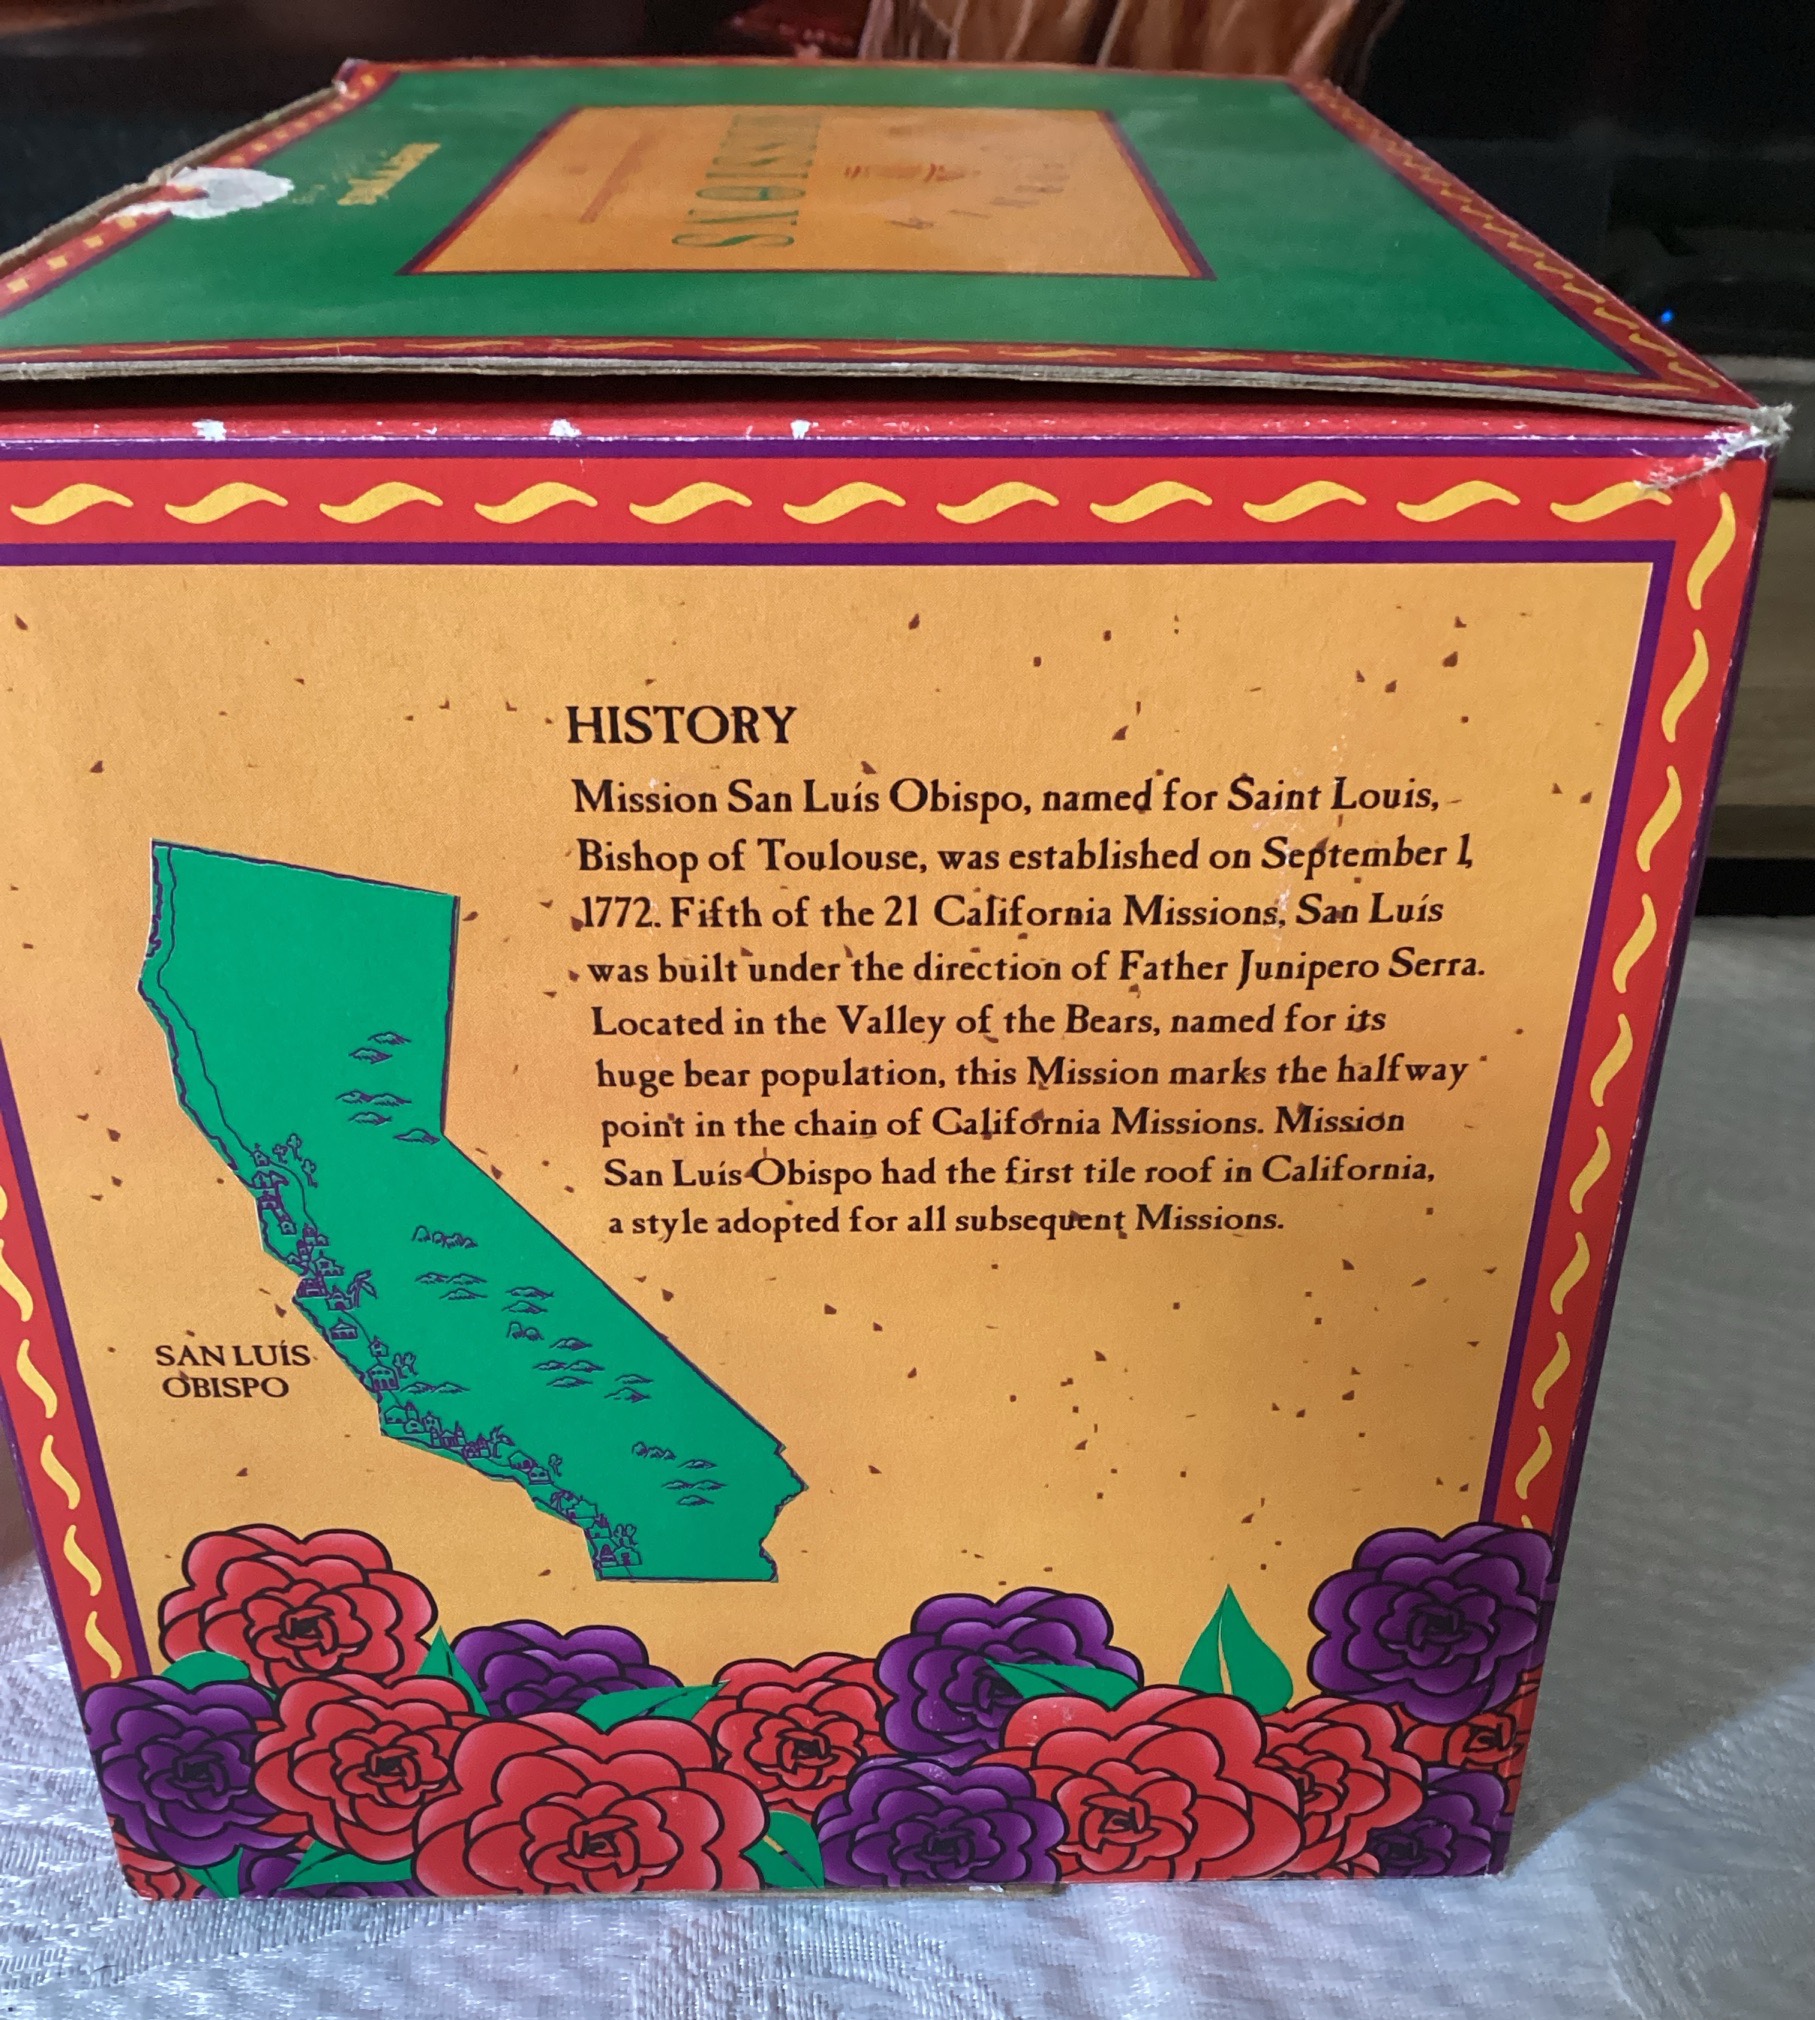 MISSIONS
HISTORY
Mission San Luís Obispo, named for Saint Louis,
Bishop of Toulouse, was established on September 1,
1772. Fifth of the 21 California Missions, San Luís
was built under the direction of Father Junipero Serra.
Located in the Valley of the Bears, named for its
huge bear population, this Mission marks the halfway
point in the chain of California Missions. Mission
San Luís Obispo had the first tile roof in California,
a style adopted for all subsequent Missions.
SAN LUÍS
OBISPO